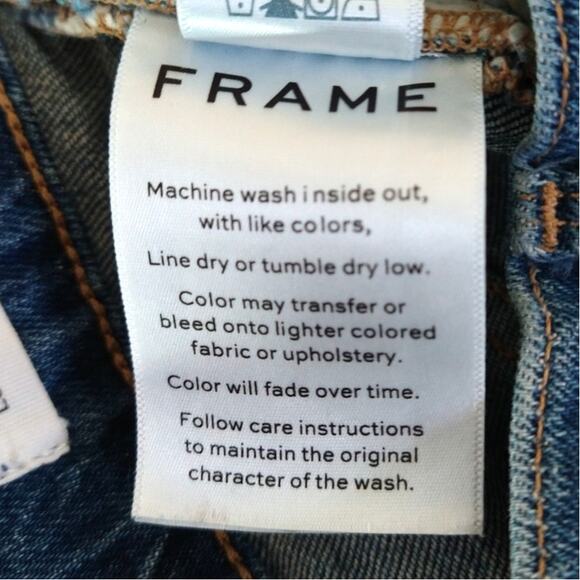 FRAME
Machine wash inside out,
with like colors,
Line dry or tumble dry low.
Color may transfer or
bleed onto lighter colored
fabric or upholstery.
Color will fade over time.
Follow care instructions
to maintain the original
character of the wash.